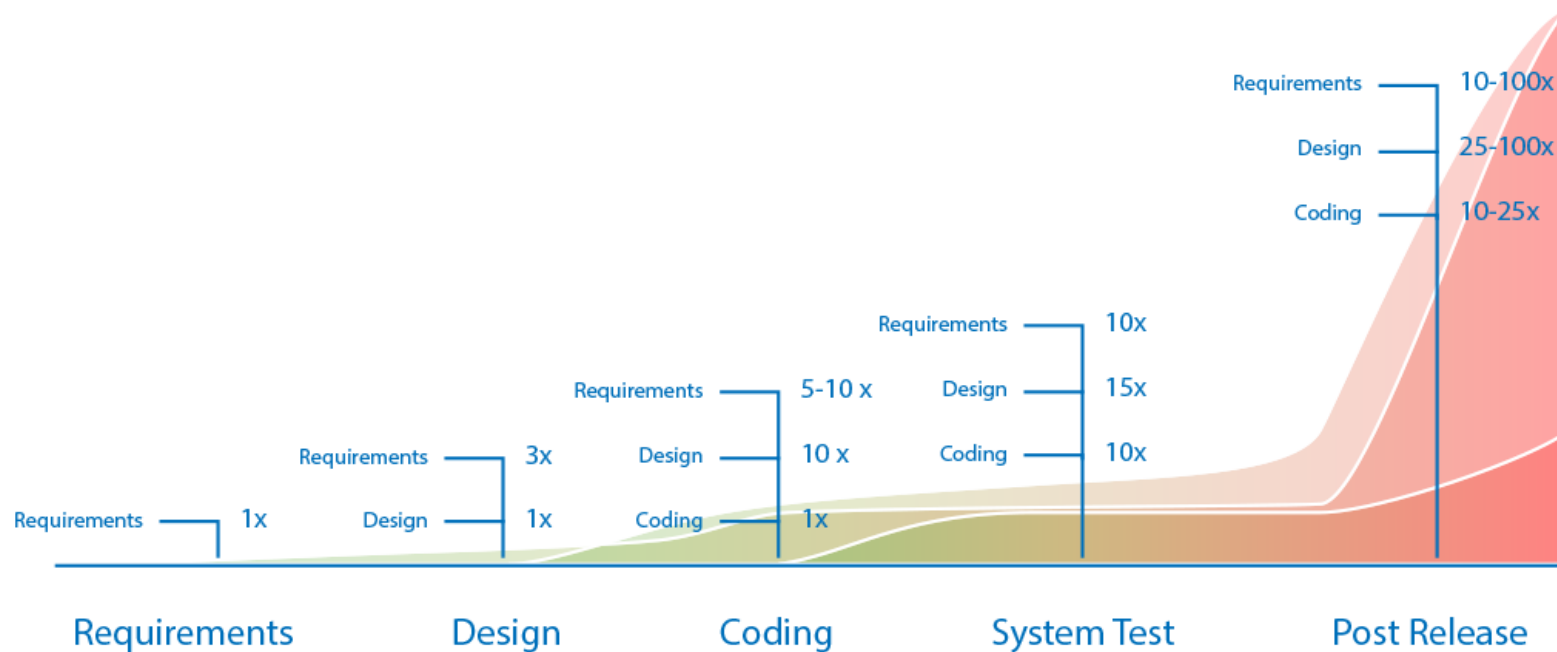 Requirements 10-100x
Design 25-100x
Coding 10-25x
Requirements 10x
Requirements 5-10 x
Design 15x
Requirements 3x
Design 10 x
Coding 10x
Requirements 1x
Design 1x
Coding 1x
Requirements
Design
Coding
System Test
Post Release